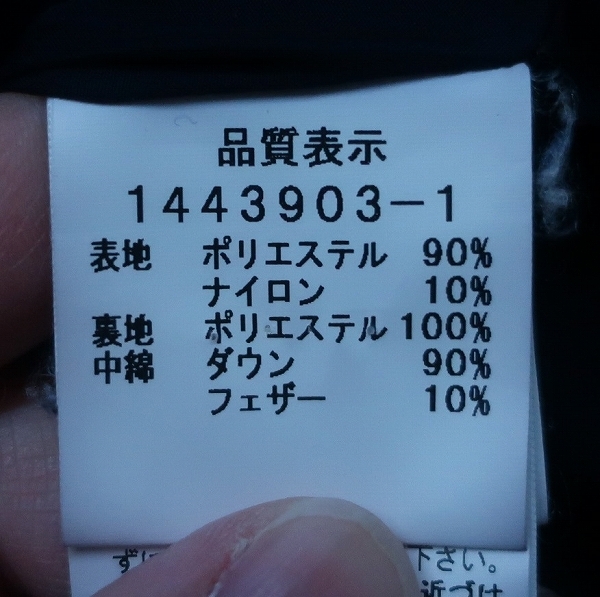 品質表示
1443903-1
表地 ポリエステル 90%
ナイロン 10%
裏地 ポリエステル 100%
中綿 ダウン 90%
フェザー 10%
下さい。
近づけ